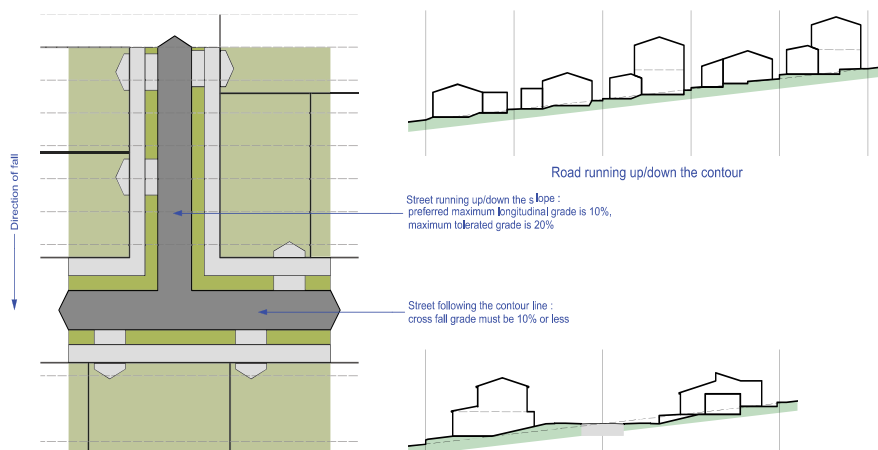 Direction of fall
Road running up/down the contour
Street running up/down the slope :
preferred maximum longitudinal grade is 10%,
maximum tolerated grade is 20%
Street following the contour line :
cross fall grade must be 10% or less